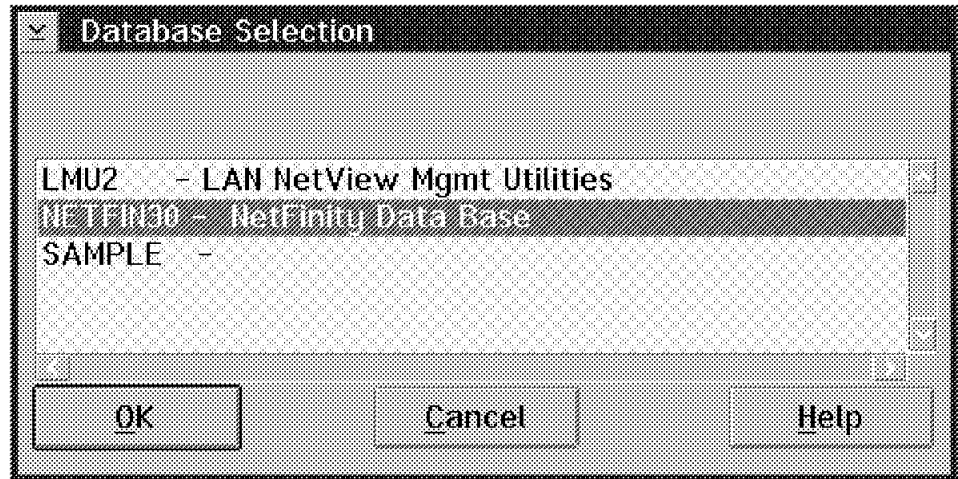 Database Selection
LMU2 - LAN NetView Mgmt Utilities
NETFIN30 - NetFinity Data Base
SAMPLE -
OK Cancel Help